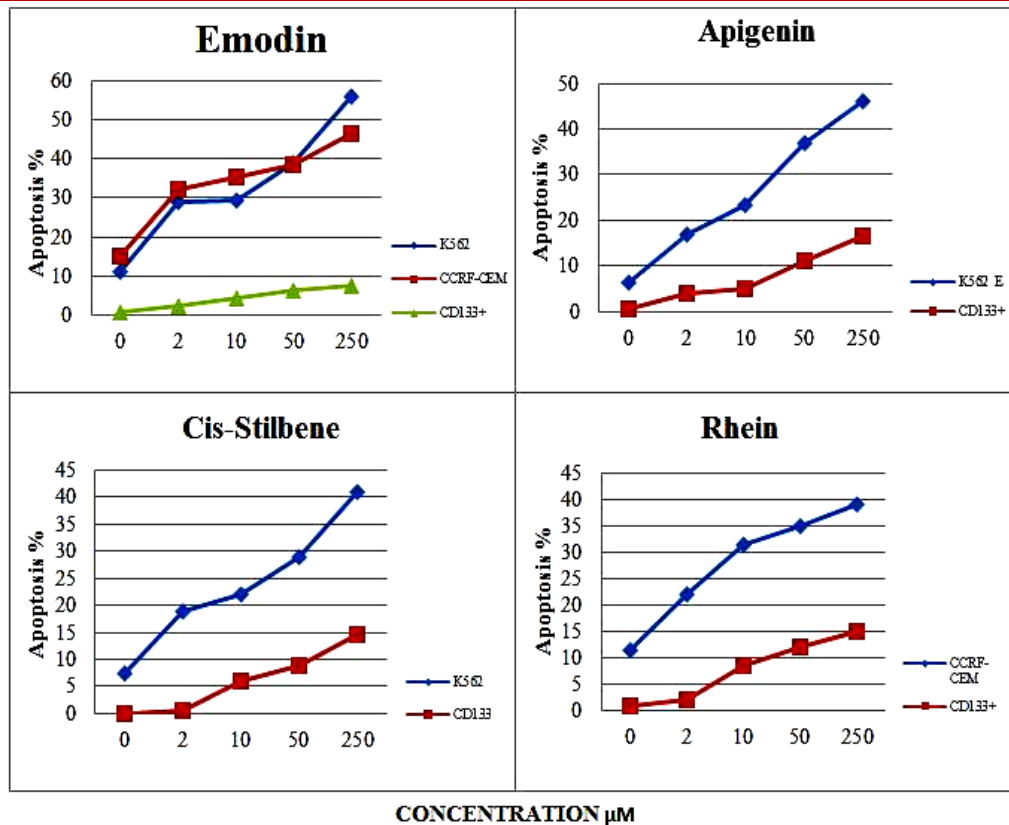 Emodin
Apoptosis %
60
50
40
30
20
10
0
0 2 10 50 250
K562
CCRF-CEM
CD133+
Apigenin
Apoptosis %
50
40
30
20
10
0
0 2 10 50 250
K562 E
CD133+
Cis-Stilbene
Apoptosis %
45
40
35
30
25
20
15
10
5
0
0 2 10 50 250
K562
CD133
Rhein
Apoptosis %
45
40
35
30
25
20
15
10
5
0
0 2 10 50 250
CCRF-
CEM
CD133+
CONCENTRATION µM